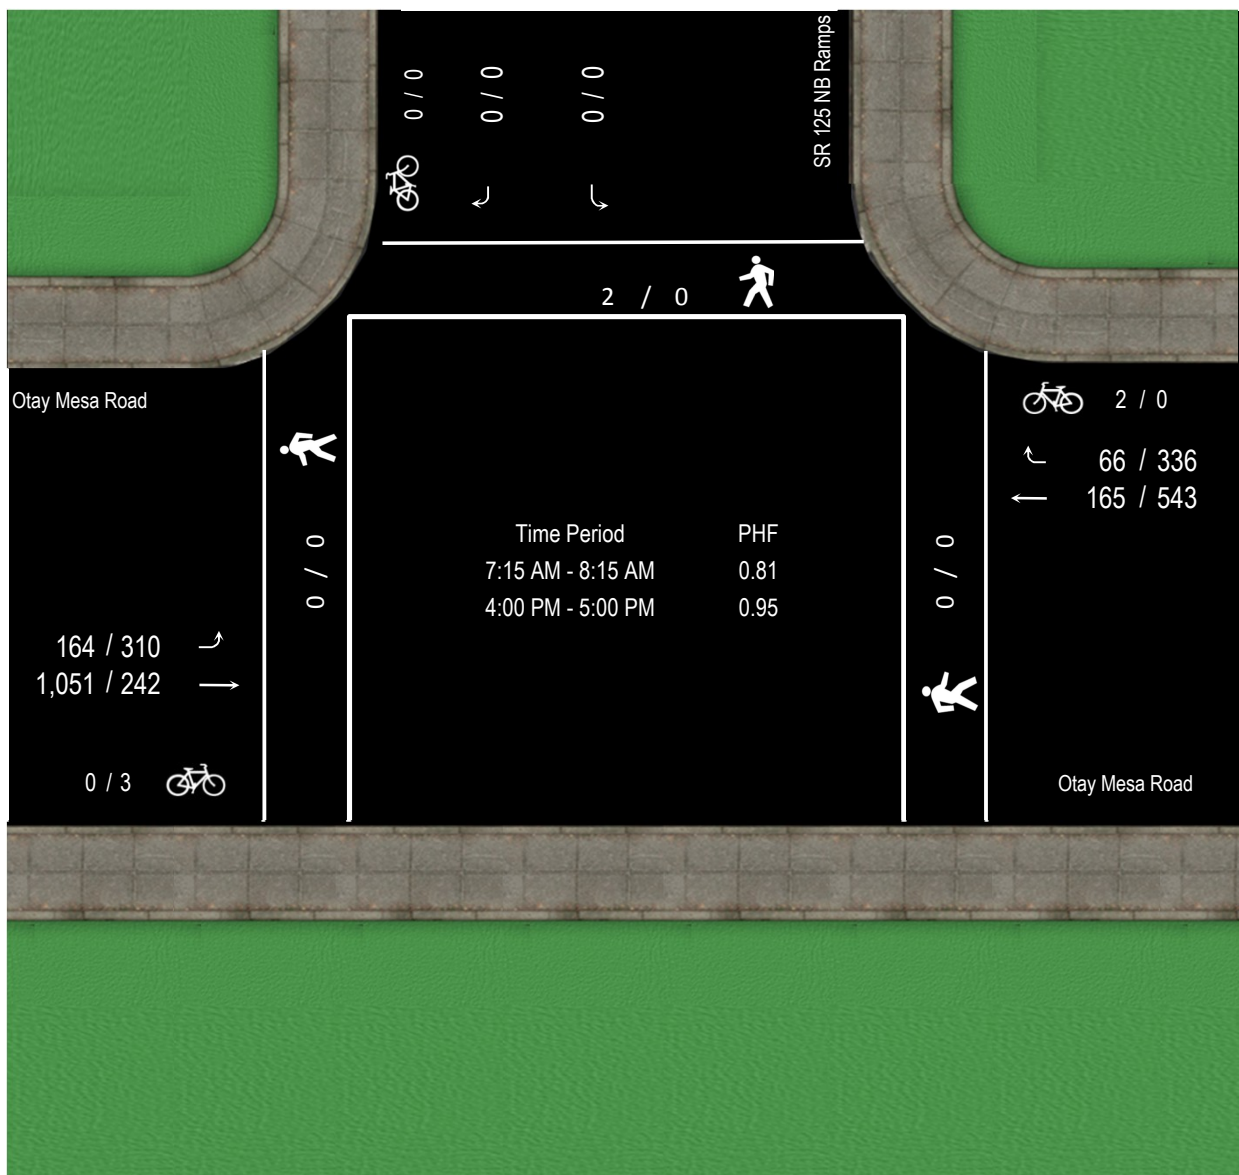 SR 125 NB Ramps
0 / 0
0 / 0
0 / 0
2 / 0
Otay Mesa Road
2 / 0
66 / 336
165 / 543
0 / 0
0 / 0
Time Period PHF
7:15 AM - 8:15 AM 0.81
4:00 PM - 5:00 PM 0.95
164 / 310
1,051 / 242
0 / 3
Otay Mesa Road